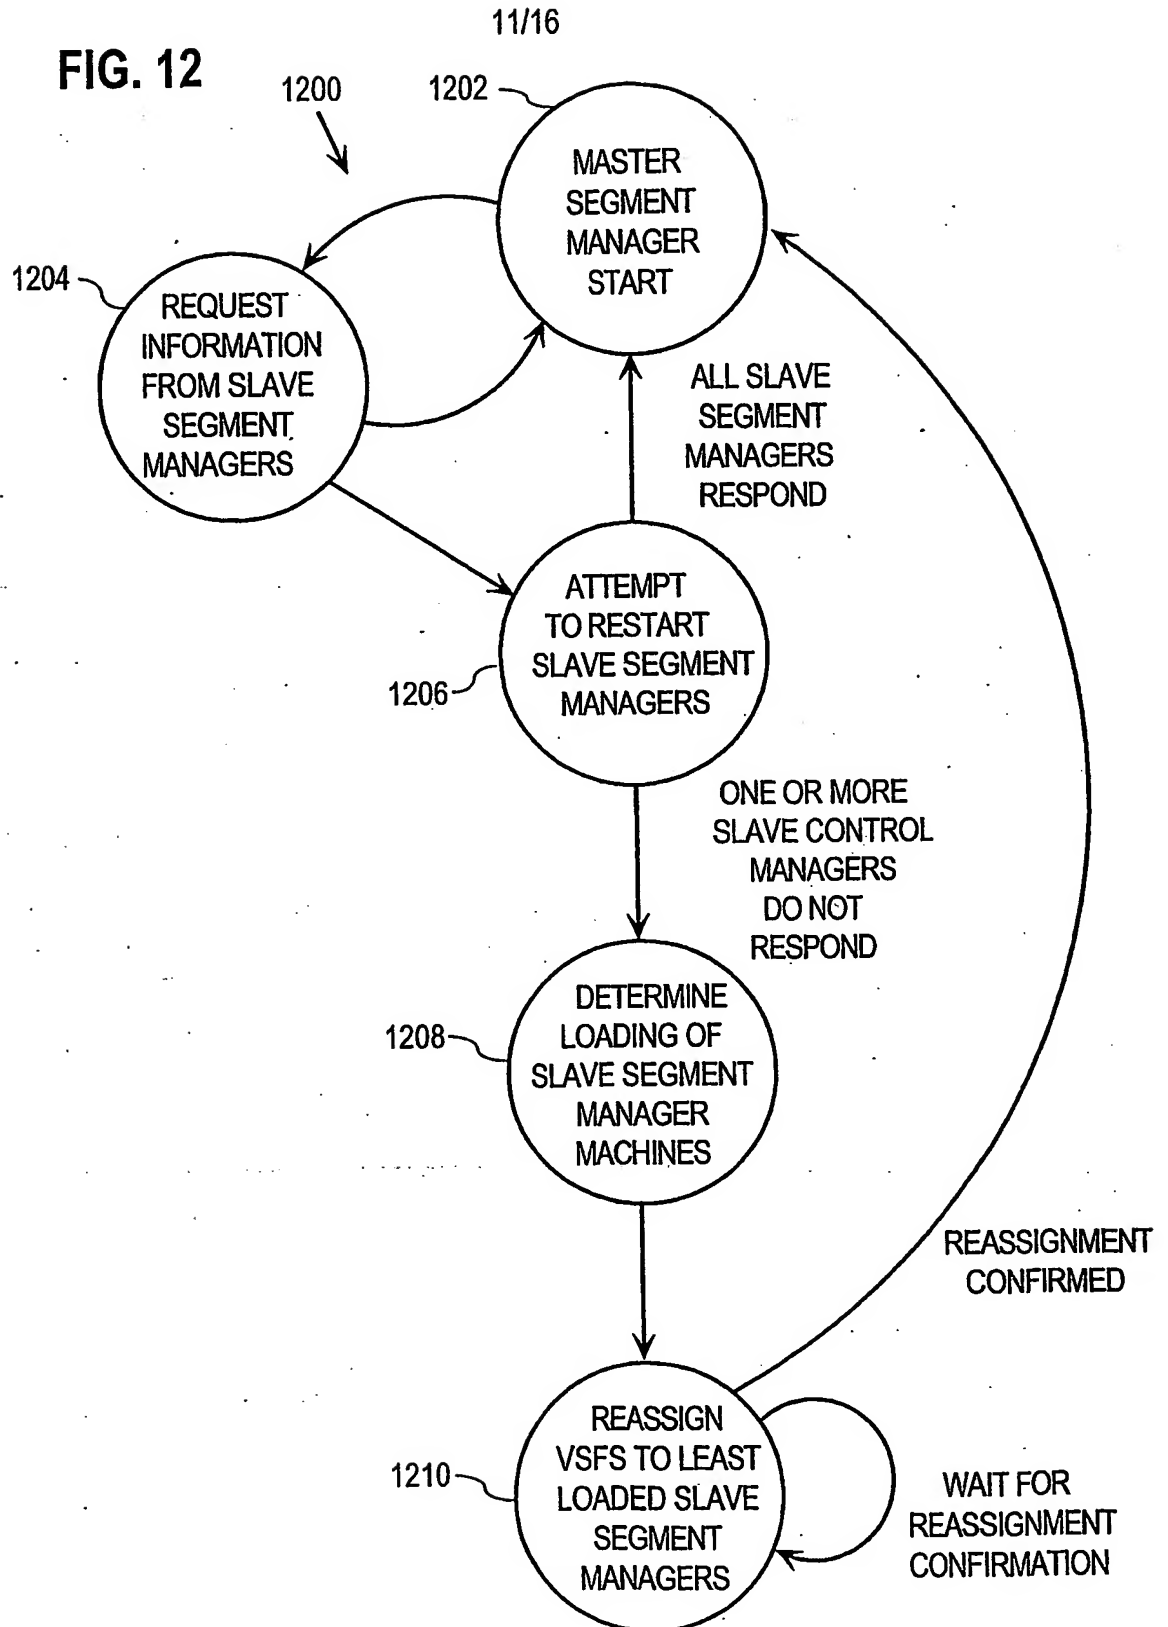 11/16
FIG. 12
1200
1202
MASTER
SEGMENT
MANAGER
START
1204
REQUEST
INFORMATION
FROM SLAVE
SEGMENT
MANAGERS
ALL SLAVE
SEGMENT
MANAGERS
RESPOND
ATTEMPT
TO RESTART
SLAVE SEGMENT
MANAGERS
1206
ONE OR MORE
SLAVE CONTROL
MANAGERS
DO NOT
RESPOND
DETERMINE
LOADING OF
SLAVE SEGMENT
MANAGER
MACHINES
1208
REASSIGNMENT
CONFIRMED
REASSIGN
VSFS TO LEAST
LOADED SLAVE
SEGMENT
MANAGERS
1210
WAIT FOR
REASSIGNMENT
CONFIRMATION